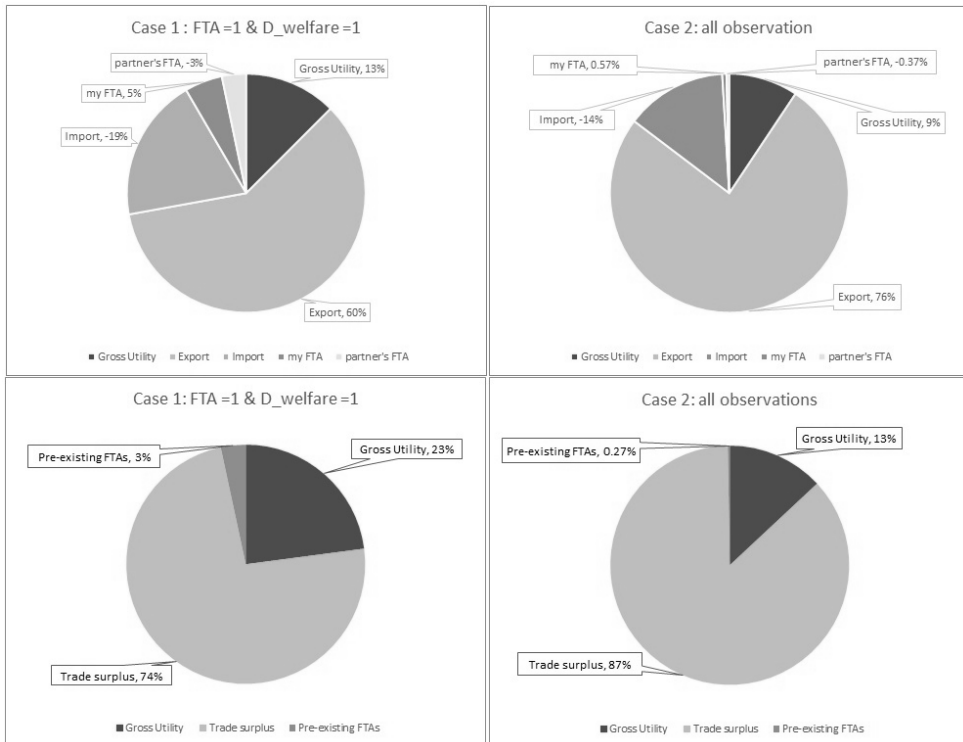 Case 1 : FTA =1 & D_welfare =1
partner's FTA, -3%
Gross Utility, 13%
my FTA, 5%
Import, -19%
Export, 60%
Gross Utility Export Import my FTA partner's FTA
Case 2: all observation
my FTA, 0.57%
partner's FTA, -0.37%
Import, -14%
Gross Utility, 9%
Export, 76%
Gross Utility Export Import my FTA partner's FTA
Case 1: FTA =1 & D_welfare =1
Pre-existing FTAs, 3%
Gross Utility, 23%
Trade surplus, 74%
Gross Utility Trade surplus Pre-existing FTAs
Case 2: all observations
Pre-existing FTAs, 0.27%
Gross Utility, 13%
Trade surplus, 87%
Gross Utility Trade surplus Pre-existing FTAs